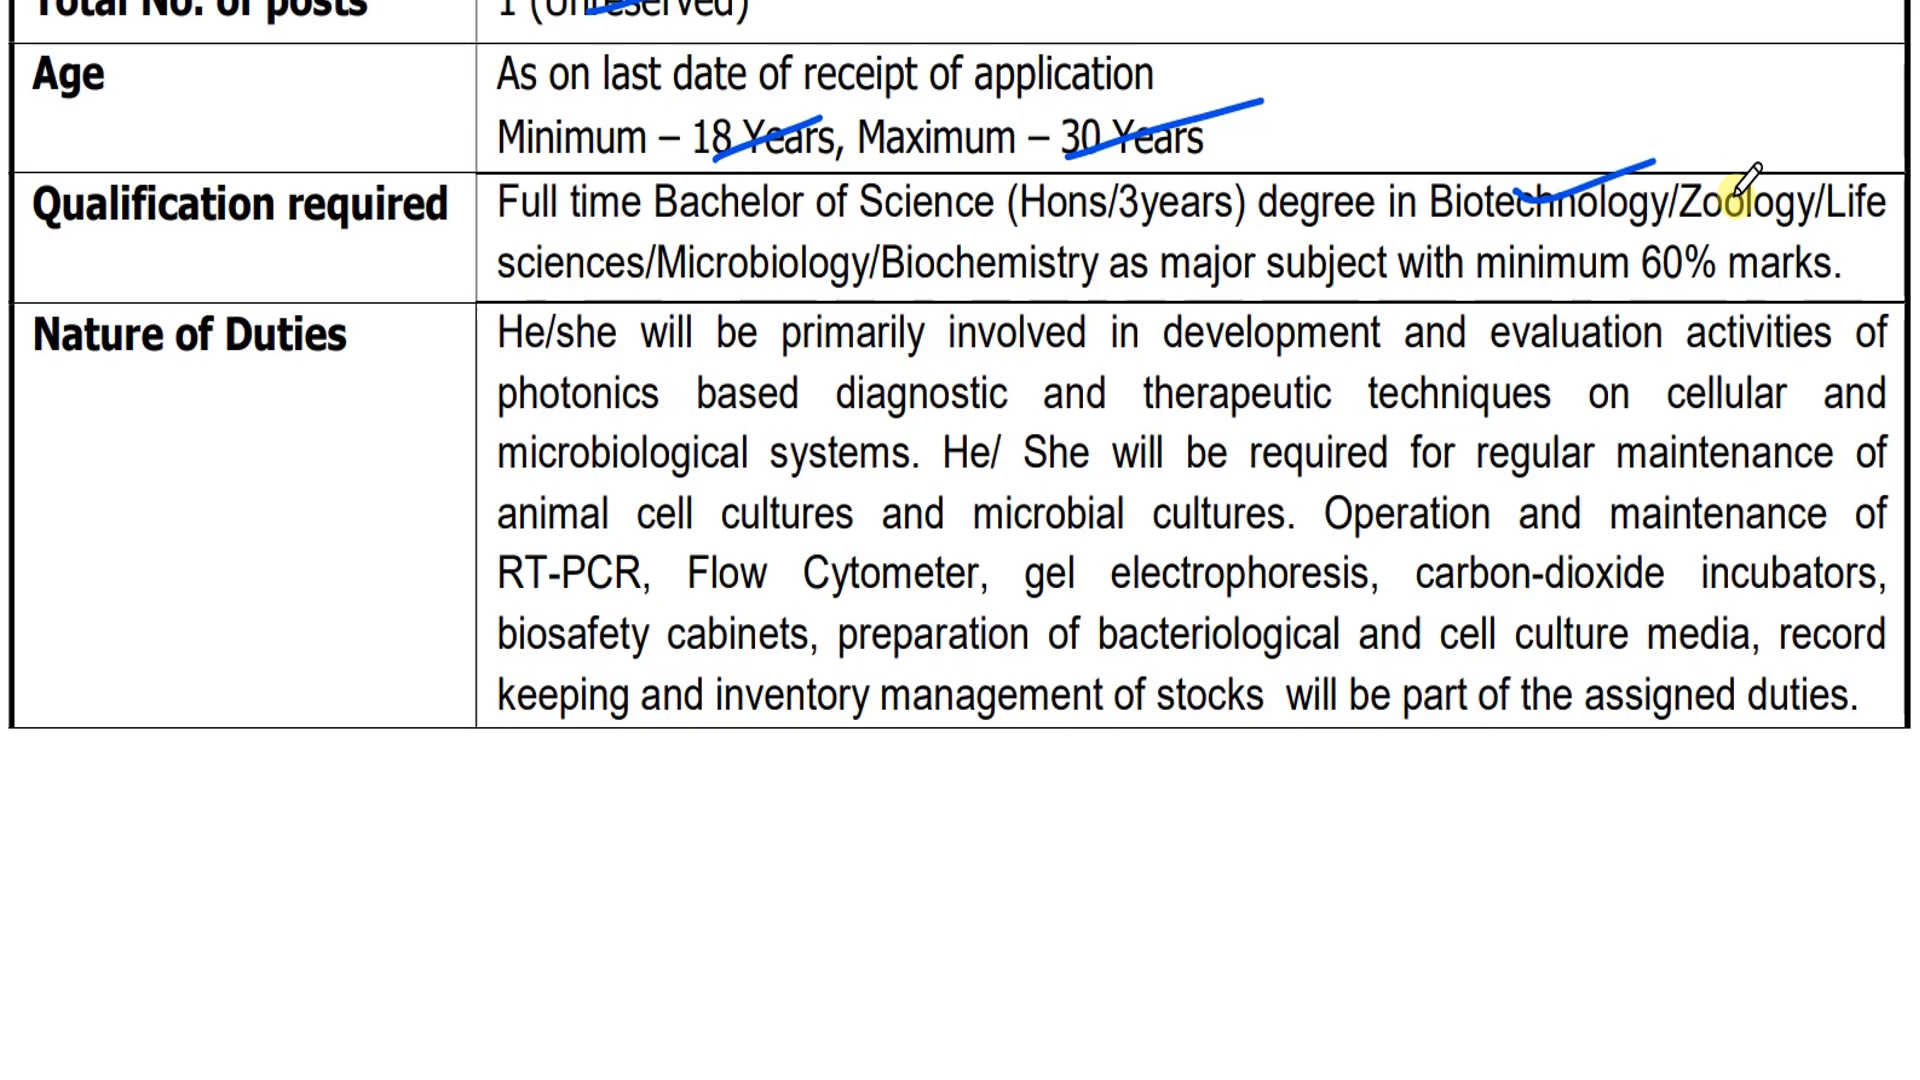 Total No. of posts 1 (Unreserved)
Age As on last date of receipt of application
Minimum – 18 Years, Maximum – 30 Years
Qualification required Full time Bachelor of Science (Hons/3years) degree in Biotechnology/Zoology/Life
sciences/Microbiology/Biochemistry as major subject with minimum 60% marks.
Nature of Duties He/she will be primarily involved in development and evaluation activities of
photonics based diagnostic and therapeutic techniques on cellular and
microbiological systems. He/ She will be required for regular maintenance of
animal cell cultures and microbial cultures. Operation and maintenance of
RT-PCR, Flow Cytometer, gel electrophoresis, carbon-dioxide incubators,
biosafety cabinets, preparation of bacteriological and cell culture media, record
keeping and inventory management of stocks will be part of the assigned duties.